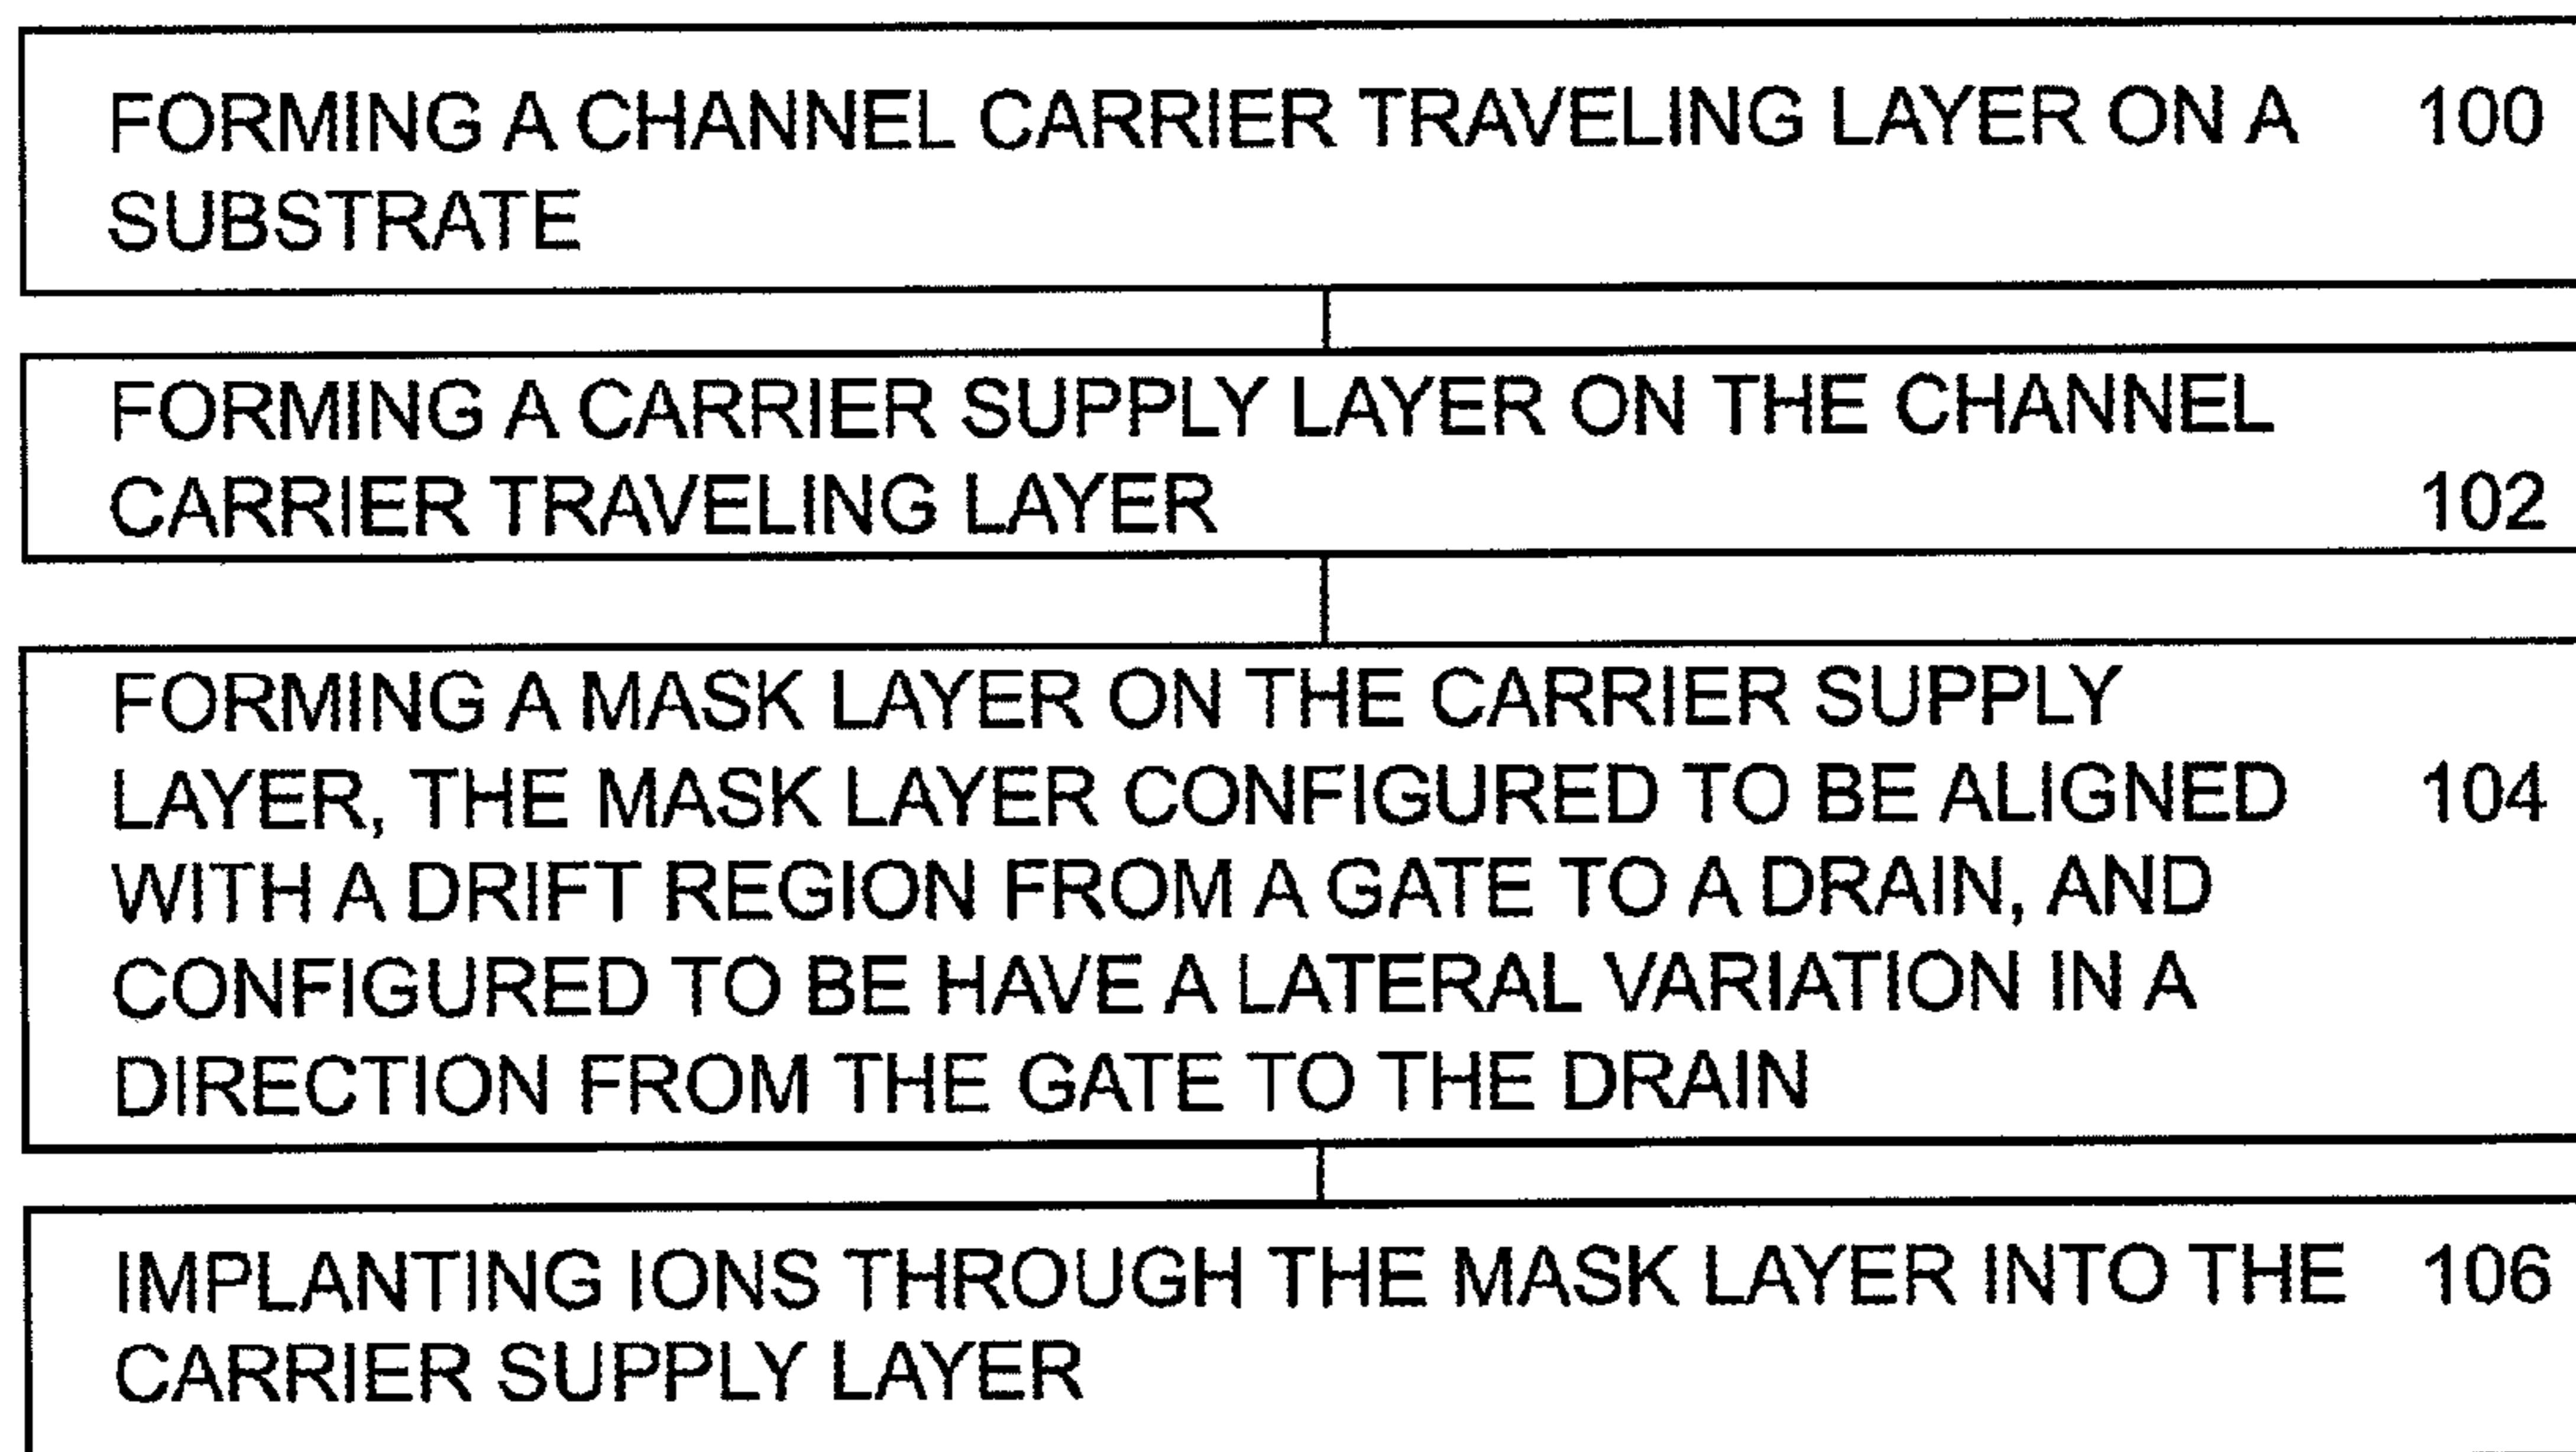 FORMING A CHANNEL CARRIER TRAVELING LAYER ON A 100
SUBSTRATE
FORMING A CARRIER SUPPLY LAYER ON THE CHANNEL
CARRIER TRAVELING LAYER 102
FORMING A MASK LAYER ON THE CARRIER SUPPLY
LAYER, THE MASK LAYER CONFIGURED TO BE ALIGNED 104
WITH A DRIFT REGION FROM A GATE TO A DRAIN, AND
CONFIGURED TO BE HAVE A LATERAL VARIATION IN A
DIRECTION FROM THE GATE TO THE DRAIN
IMPLANTING IONS THROUGH THE MASK LAYER INTO THE 106
CARRIER SUPPLY LAYER